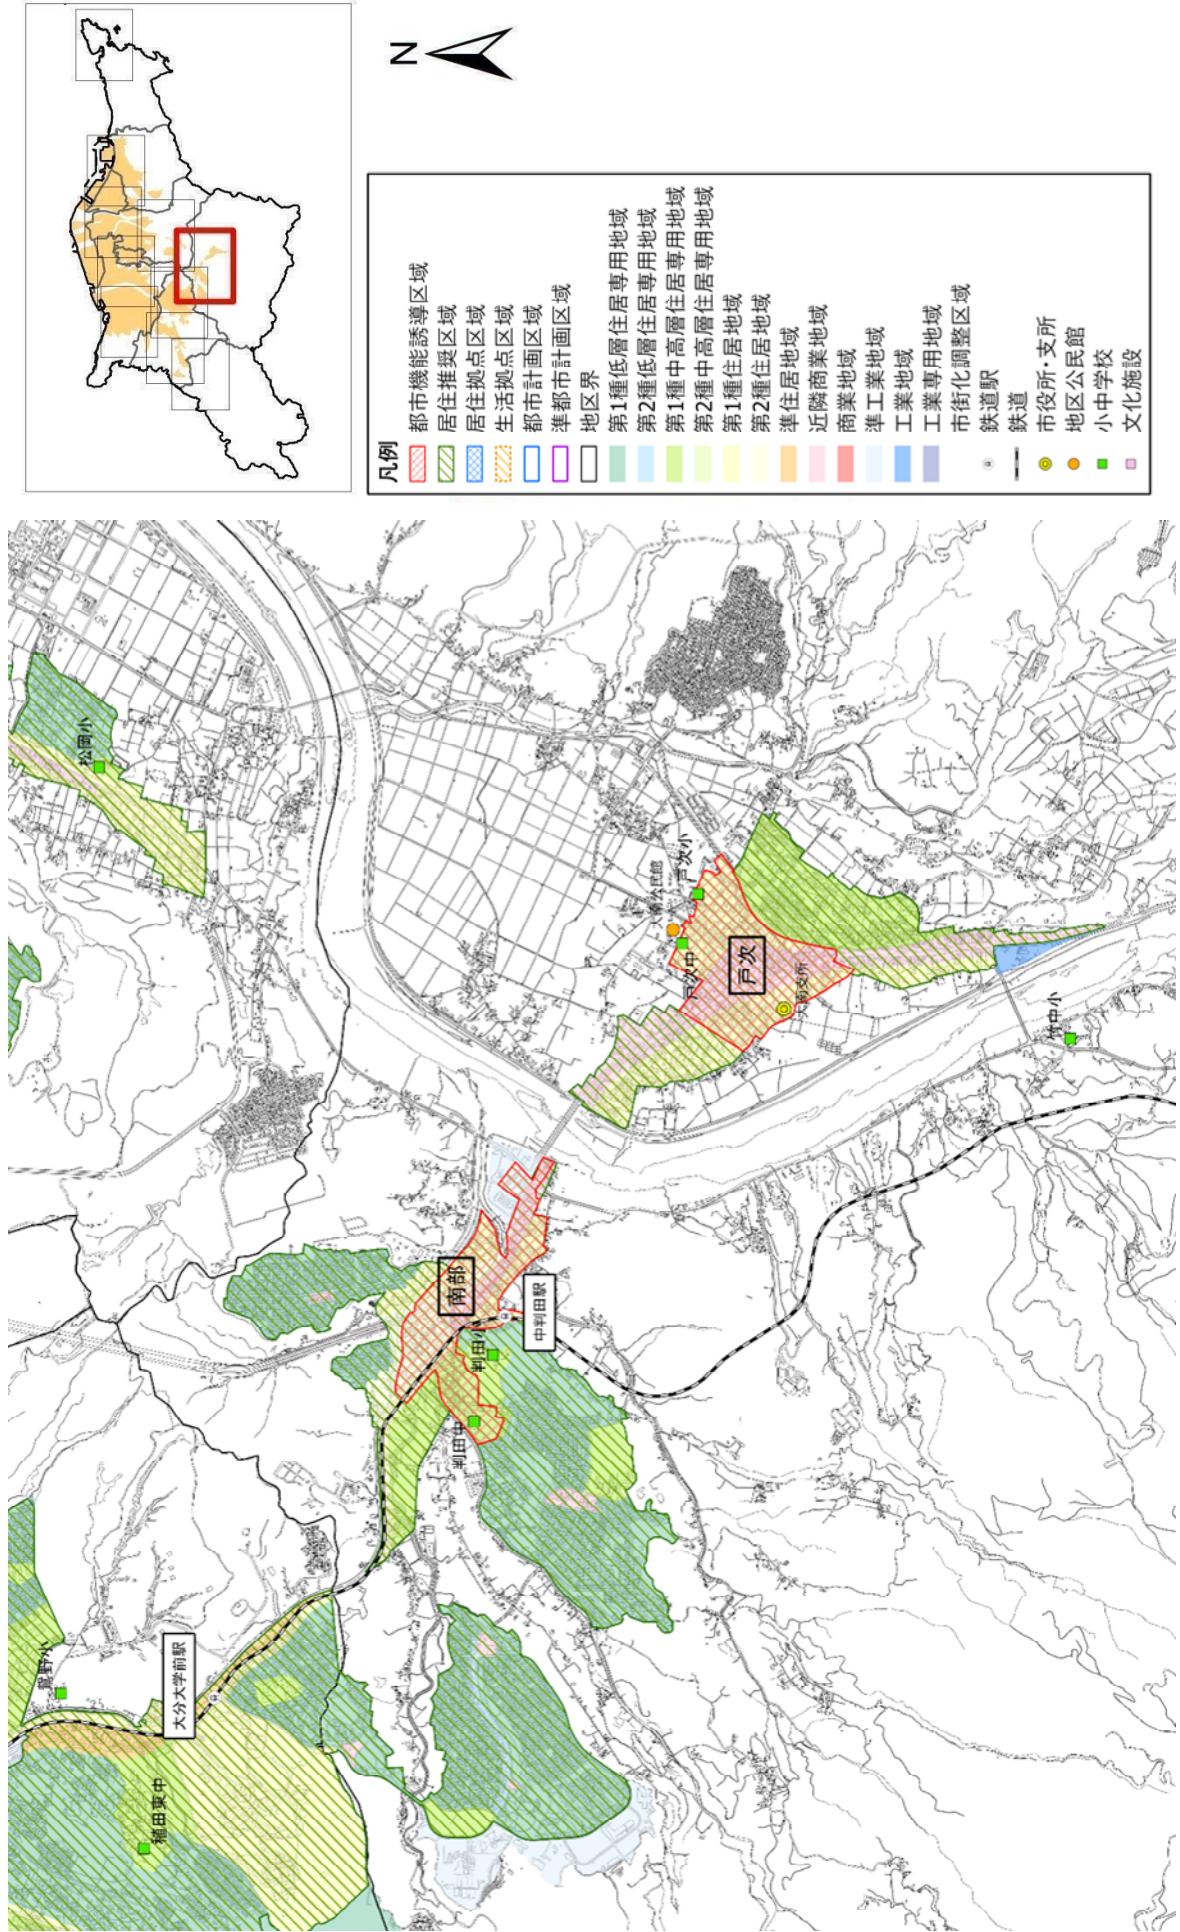 N
凡例
都市機能誘導区域
居住推奨区域
居住拠点区域
生活拠点区域
都市計画区域
準都市計画区域
地区界
第1種低層住居専用地域
第2種低層住居専用地域
第1種中高層住居専用地域
第2種中高層住居専用地域
第1種住居地域
第2種住居地域
準住居地域
近隣商業地域
商業地域
準工業地域
工業地域
工業専用地域
市街化調整区域
鉄道駅
鉄道
市役所・支所
地区公民館
小中学校
文化施設
松岡小
戸次小
戸次中
戸次
大南支所
竹中小
南部
中判田駅
判田小
判田中
大分大学前駅
鴛野小
稙田東中